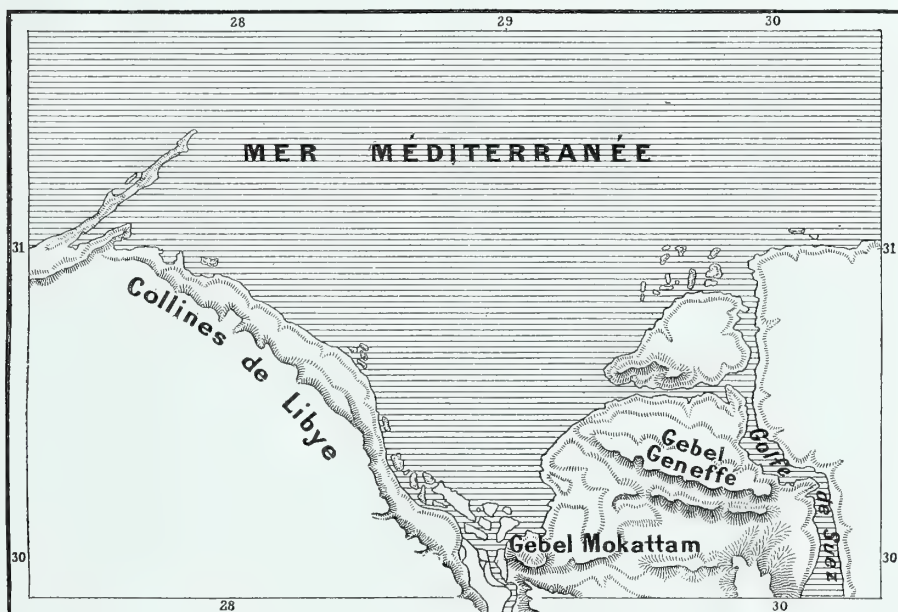 28 29 30
MER MÉDITERRANÉE
31 31
Collines de Libye
Gebel
Geneffé
Golfe de Suez
30 Gebel Mokattam 30
28 30